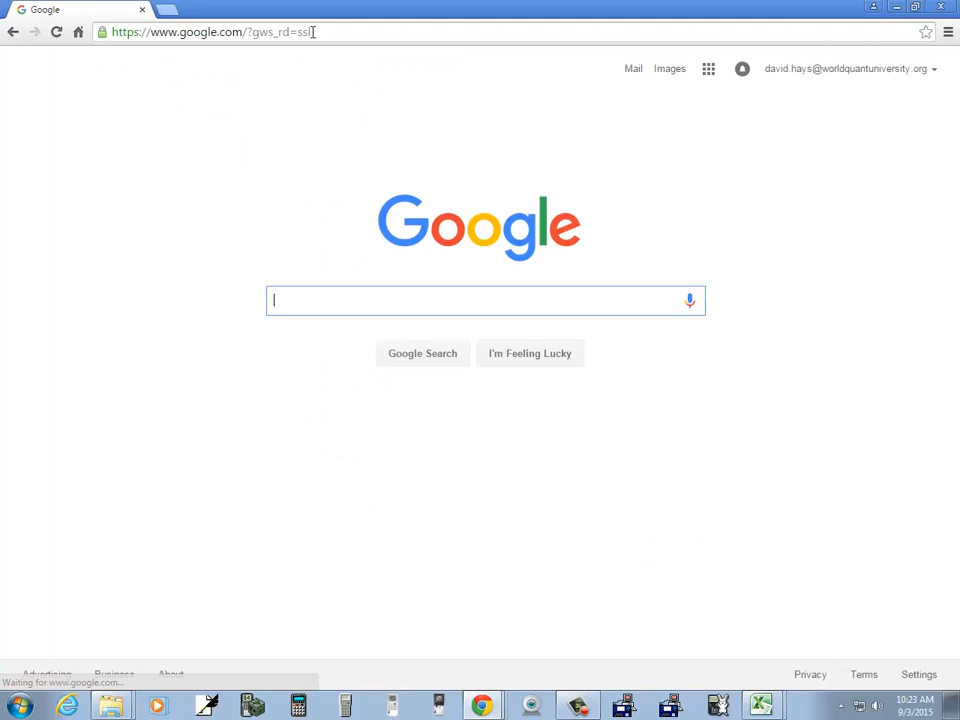 Google
https://www.google.com/?gws_rd=ssl
Mail Images david.hays@worldquantuniversity.org
Google
Google Search I'm Feeling Lucky
Advertising Business About Privacy Terms Settings
Waiting for www.google.com...
10:23 AM
9/3/2015